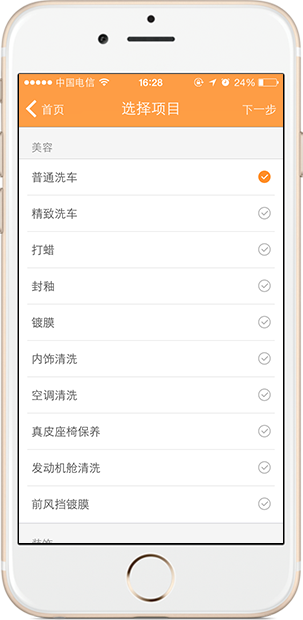 中国电信 16:28 24%
首页 选择项目 下一步
美容
普通洗车
精致洗车
打蜡
封釉
镀膜
内饰清洗
空调清洗
真皮座椅保养
发动机舱清洗
前风挡镀膜
装饰